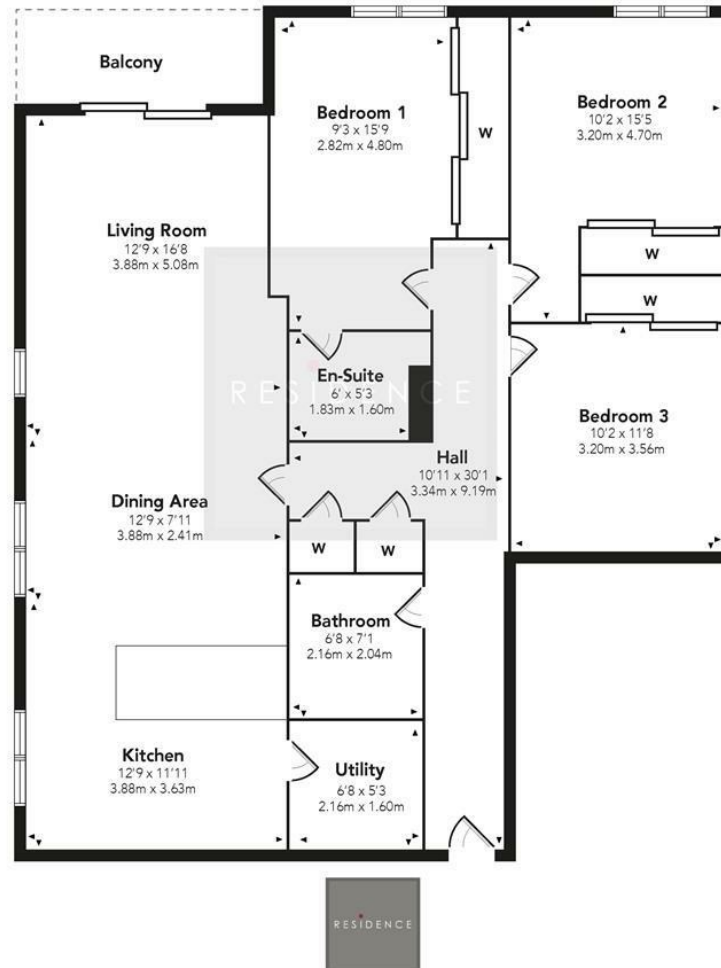 Balcony
Bedroom 1
9'3 x 15'9
2.82m x 4.80m
W
Bedroom 2
10'2 x 15'5
3.20m x 4.70m
Living Room
12'9 x 16'8
3.88m x 5.08m
W
W
En-Suite
6' x 5'3
1.83m x 1.60m
RESIDENCE
Bedroom 3
10'2 x 11'8
3.20m x 3.56m
Hall
10'11 x 30'1
3.34m x 9.19m
Dining Area
12'9 x 7'11
3.88m x 2.41m
W
W
Bathroom
6'8 x 7'1
2.16m x 2.04m
Kitchen
12'9 x 11'11
3.88m x 3.63m
Utility
6'8 x 5'3
2.16m x 1.60m
RESIDENCE